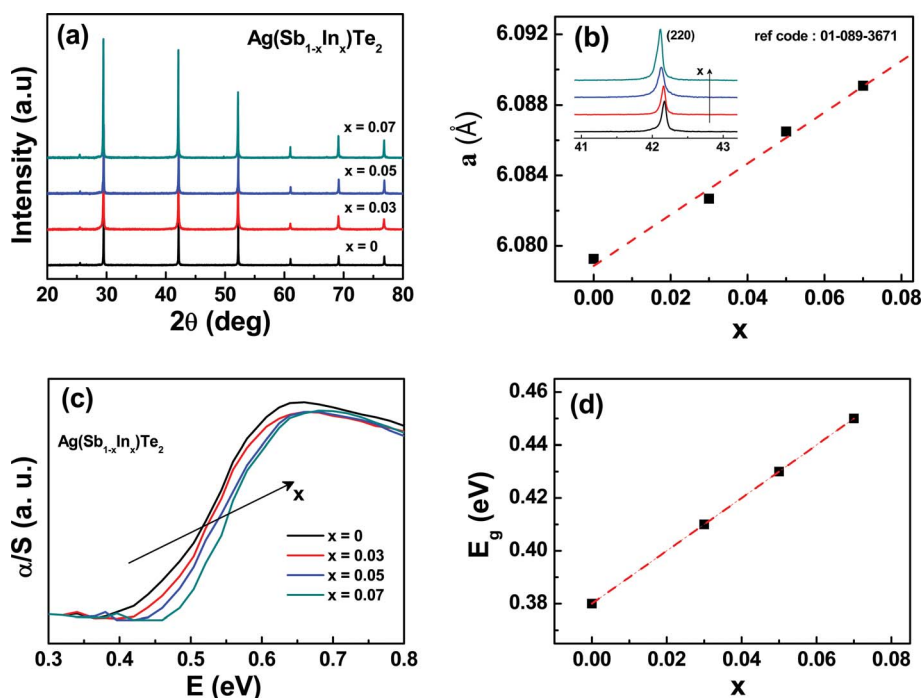 (a)
Ag(Sb1-xInx)Te2
x = 0.07
x = 0.05
x = 0.03
x = 0
Intensity (a.u)
20 30 40 50 60 70 80
2θ (deg)
(b)
(220)
ref code : 01-089-3671
x
41 42 43
6.092
6.088
6.084
6.080
a (Å)
0.00 0.02 0.04 0.06 0.08
x
(c)
Ag(Sb1-xInx)Te2
x
x = 0
x = 0.03
x = 0.05
x = 0.07
α/S (a. u.)
0.3 0.4 0.5 0.6 0.7 0.8
E (eV)
(d)
0.46
0.44
0.42
0.40
0.38
Eg (eV)
0.00 0.02 0.04 0.06 0.08
x